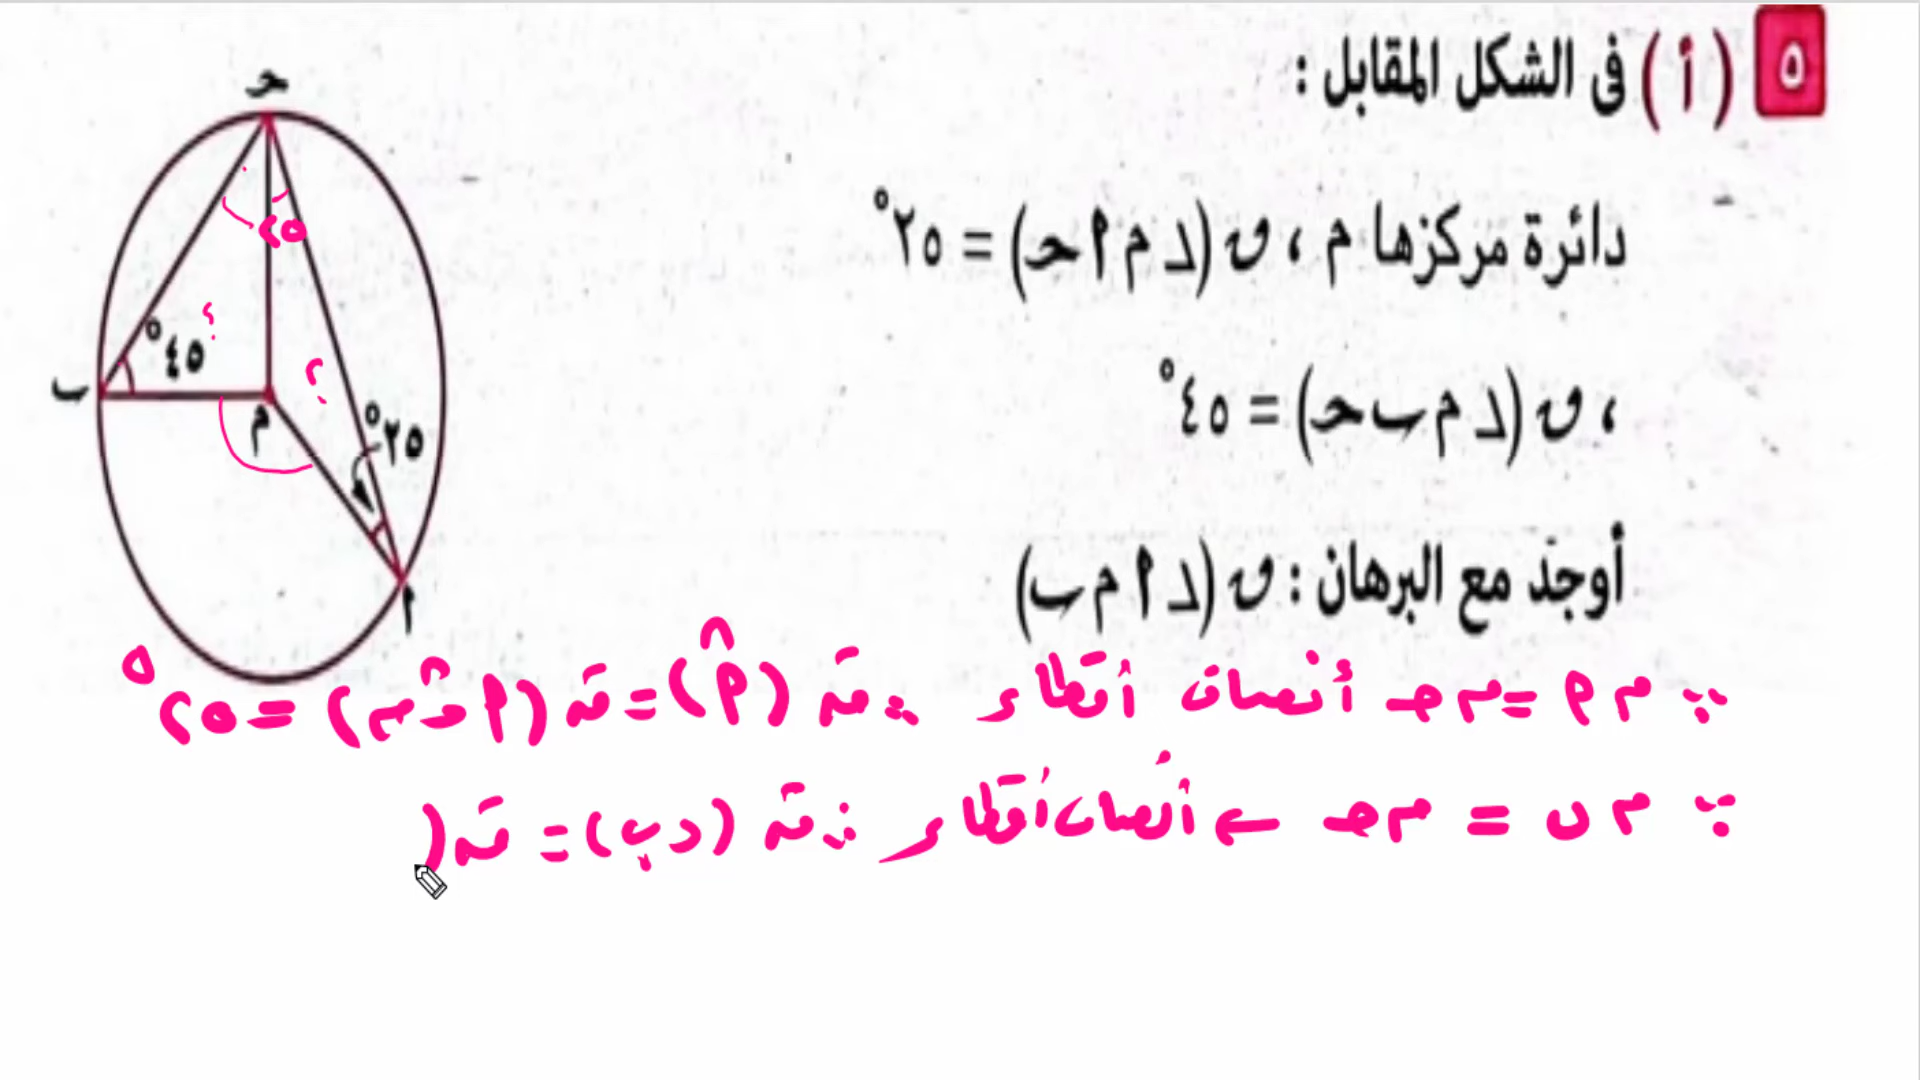 ٥ ( أ ) فى الشكل المقابل :
دائرة مركزها م ، ق (د م أ حـ) = ٢٥°
، ق (د م ب حـ) = ٤٥°
أوجد مع البرهان : ق (د أ م ب)
حـ
٢٥
٤٥° ؟
؟
ب
م
٢٥°
أ
∵ م أ = م حـ أنصاف أقطار ∴ ق (أ) = ق (أ حـ م) = ٢٥°
∵ م ب = م حـ ← أنصاف أقطار ∴ ق (د ب) = ق (